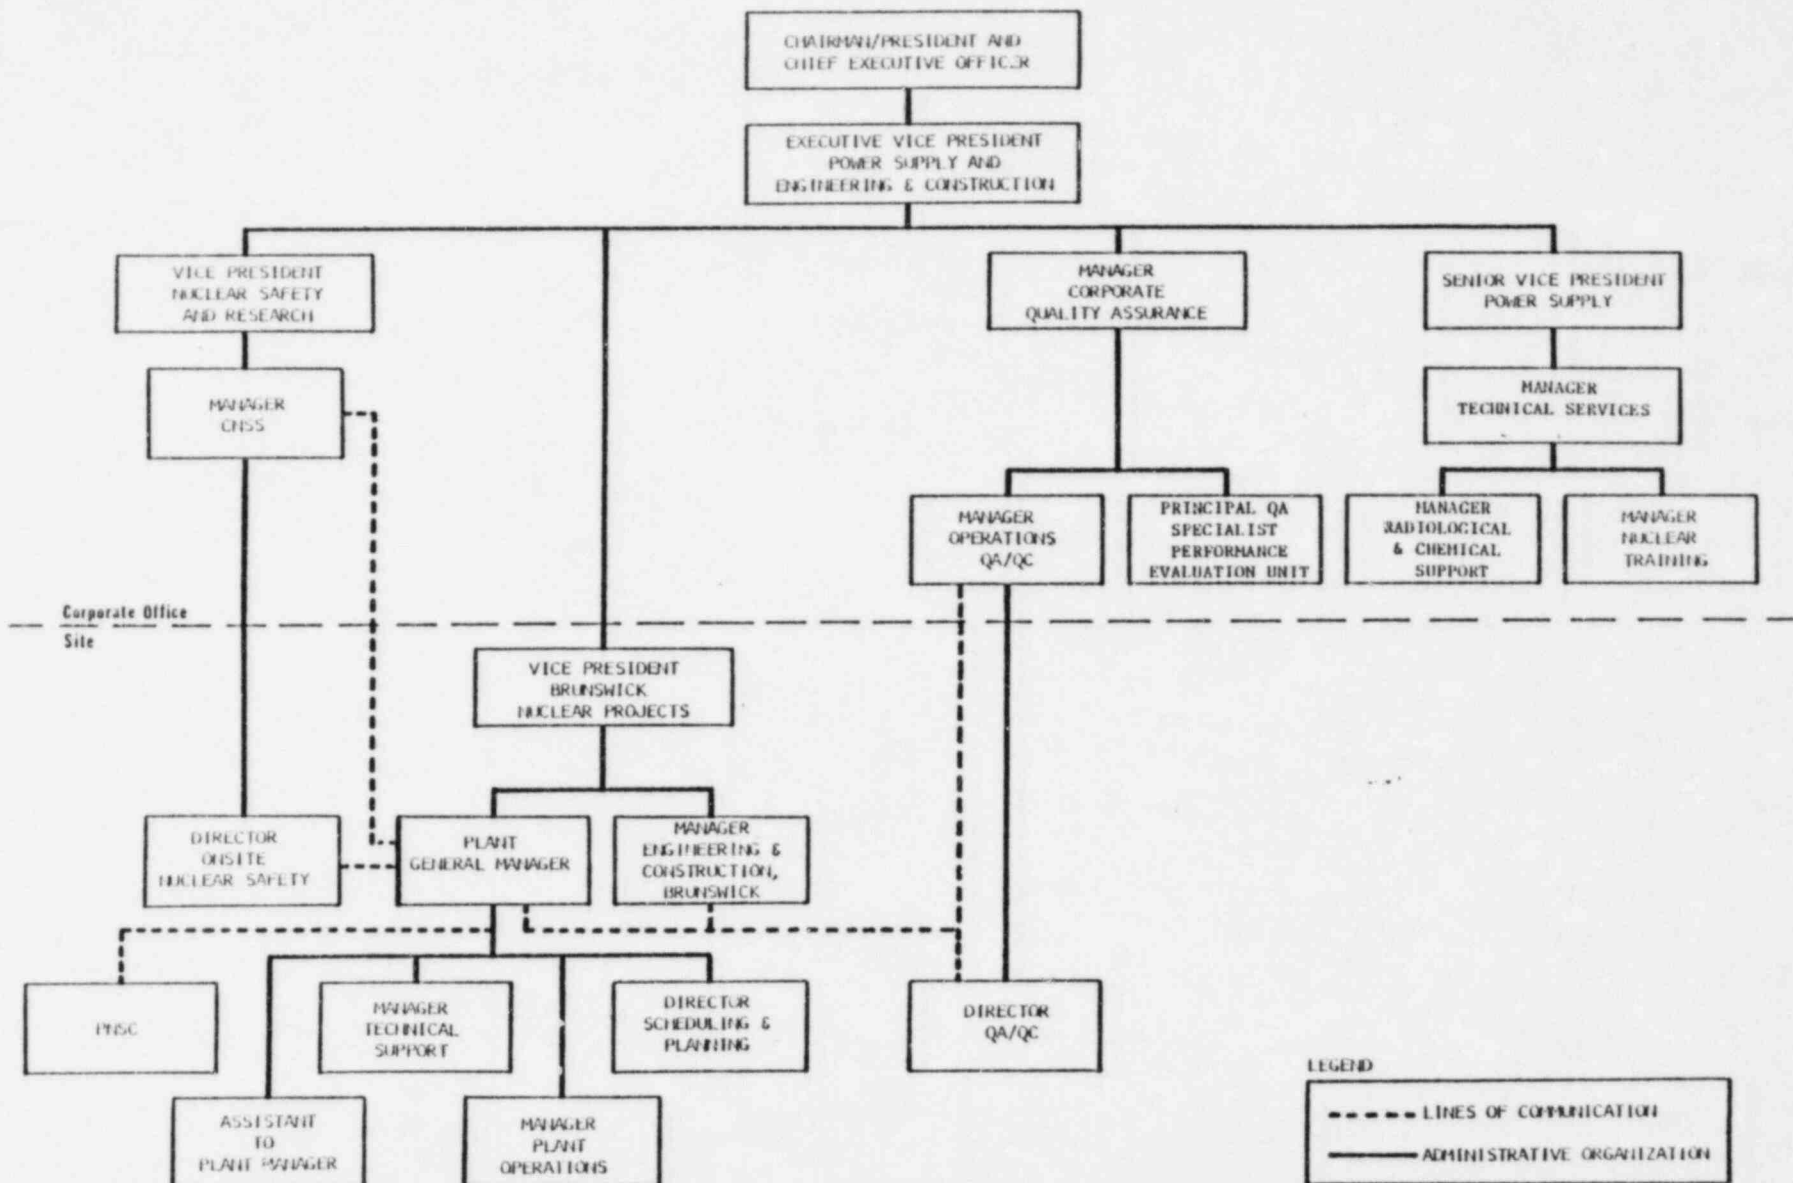 CHAIRMAN/PRESIDENT AND
CHIEF EXECUTIVE OFFICER
EXECUTIVE VICE PRESIDENT
POWER SUPPLY AND
ENGINEERING & CONSTRUCTION
VICE PRESIDENT
NUCLEAR SAFETY
AND RESEARCH
MANAGER
CORPORATE
QUALITY ASSURANCE
SENIOR VICE PRESIDENT
POWER SUPPLY
MANAGER
CNSS
MANAGER
TECHNICAL SERVICES
MANAGER
OPERATIONS
QA/QC
PRINCIPAL QA
SPECIALIST
PERFORMANCE
EVALUATION UNIT
MANAGER
RADIOLOGICAL
& CHEMICAL
SUPPORT
MANAGER
NUCLEAR
TRAINING
Corporate Office
Site
VICE PRESIDENT
BRUNSWICK
NUCLEAR PROJECTS
DIRECTOR
ONSITE
NUCLEAR SAFETY
PLANT
GENERAL MANAGER
MANAGER
ENGINEERING &
CONSTRUCTION,
BRUNSWICK
PNSC
MANAGER
TECHNICAL
SUPPORT
DIRECTOR
SCHEDULING &
PLANNING
DIRECTOR
QA/QC
ASSISTANT
TO
PLANT MANAGER
MANAGER
PLANT
OPERATIONS
LEGEND
LINES OF COMMUNICATION
ADMINISTRATIVE ORGANIZATION